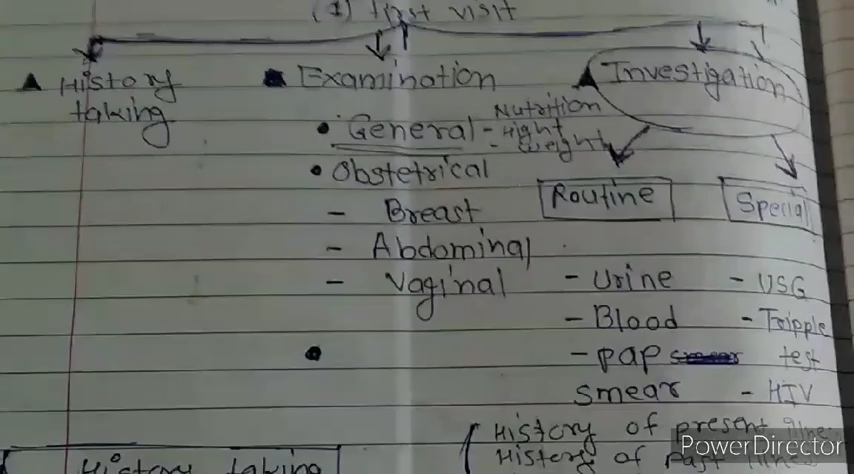 (1) first visit
▲ History
taking
■ Examination
▲ Investigation
• General - Nutrition
- Hight
- weight
• Obstetrical
- Breast
- Abdominal
- Vaginal
Routine
- Urine
- Blood
- pap
smear
Special
- USG
- Tripple
test
- HIV
History of present
History of past
History taking
PowerDirector